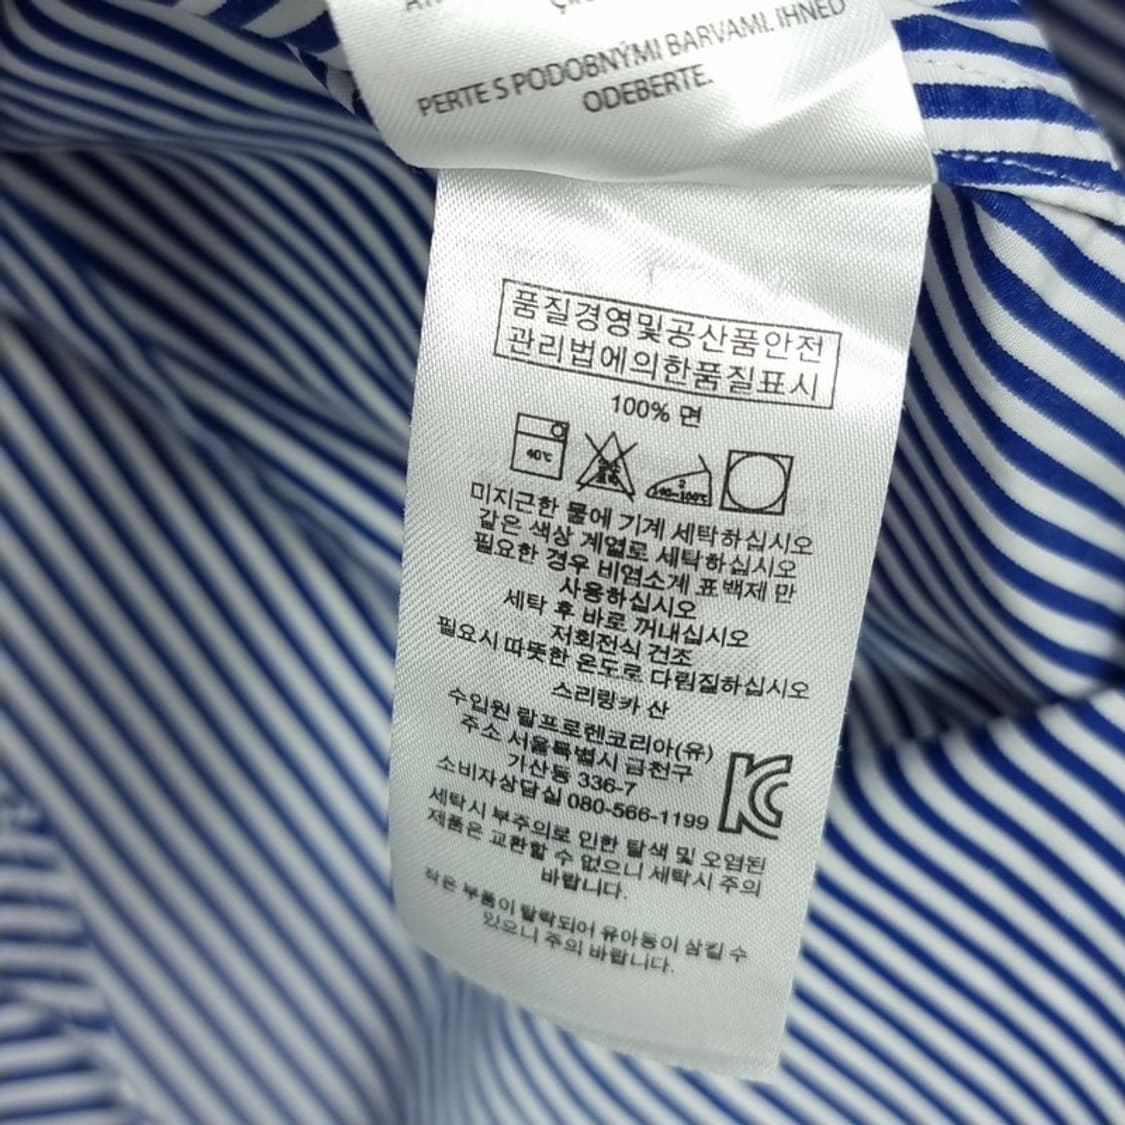 PERTE S PODOBNÝMI BARVAMI. IHNED
ODEBERTE.
품질경영및공산품안전
관리법에의한품질표시
100% 면
40℃
2
140-160℃
미지근한 물에 기계 세탁하십시오
같은 색상 계열로 세탁하십시오
필요한 경우 비염소계 표백제 만
사용하십시오
세탁 후 바로 꺼내십시오
저회전식 건조
필요시 따뜻한 온도로 다림질하십시오
스리랑카 산
수입원 랄프로렌코리아(유)
주소 서울특별시 금천구
가산동 336-7
소비자상담실 080-566-1199
세탁시 부주의로 인한 탈색 및 오염된
제품은 교환할 수 없으니 세탁시 주의
바랍니다.
작은 부품이 탈락되어 유아동이 삼킬 수
있으니 주의 바랍니다.